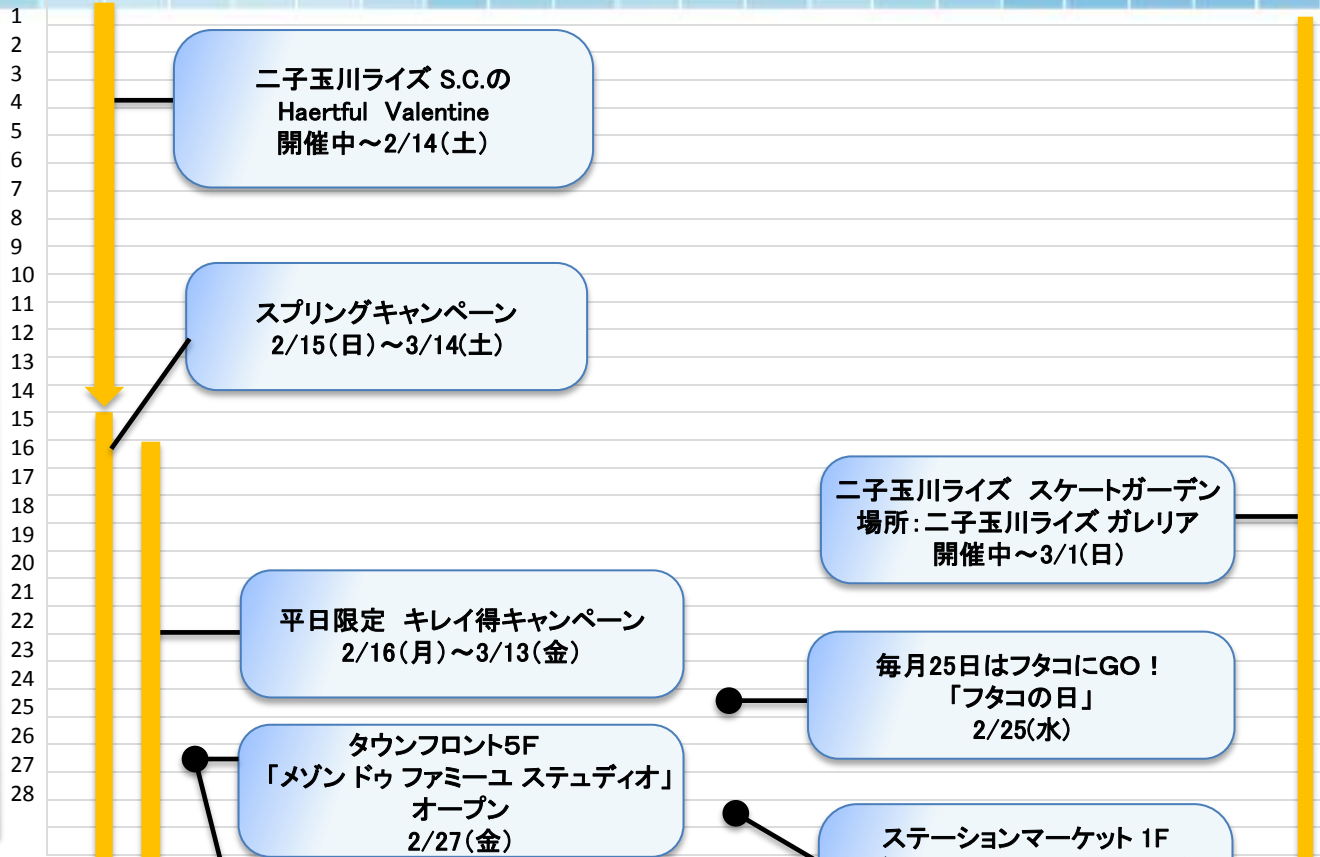 1
2
3
4
5
6
7
8
9
10
11
12
13
14
15
16
17
18
19
20
21
22
23
24
25
26
27
28
二子玉川ライズ S.C.の
Haertful Valentine
開催中～2/14(土)
スプリングキャンペーン
2/15(日)～3/14(土)
二子玉川ライズ スケートガーデン
場所：二子玉川ライズ ガレリア
開催中～3/1(日)
平日限定 キレイ得キャンペーン
2/16(月)～3/13(金)
毎月25日はフタコにGO！
「フタコの日」
2/25(水)
タウンフロント5F
「メゾン ドゥ ファミーユ ステュディオ」
オープン
2/27(金)
ステーションマーケット 1F